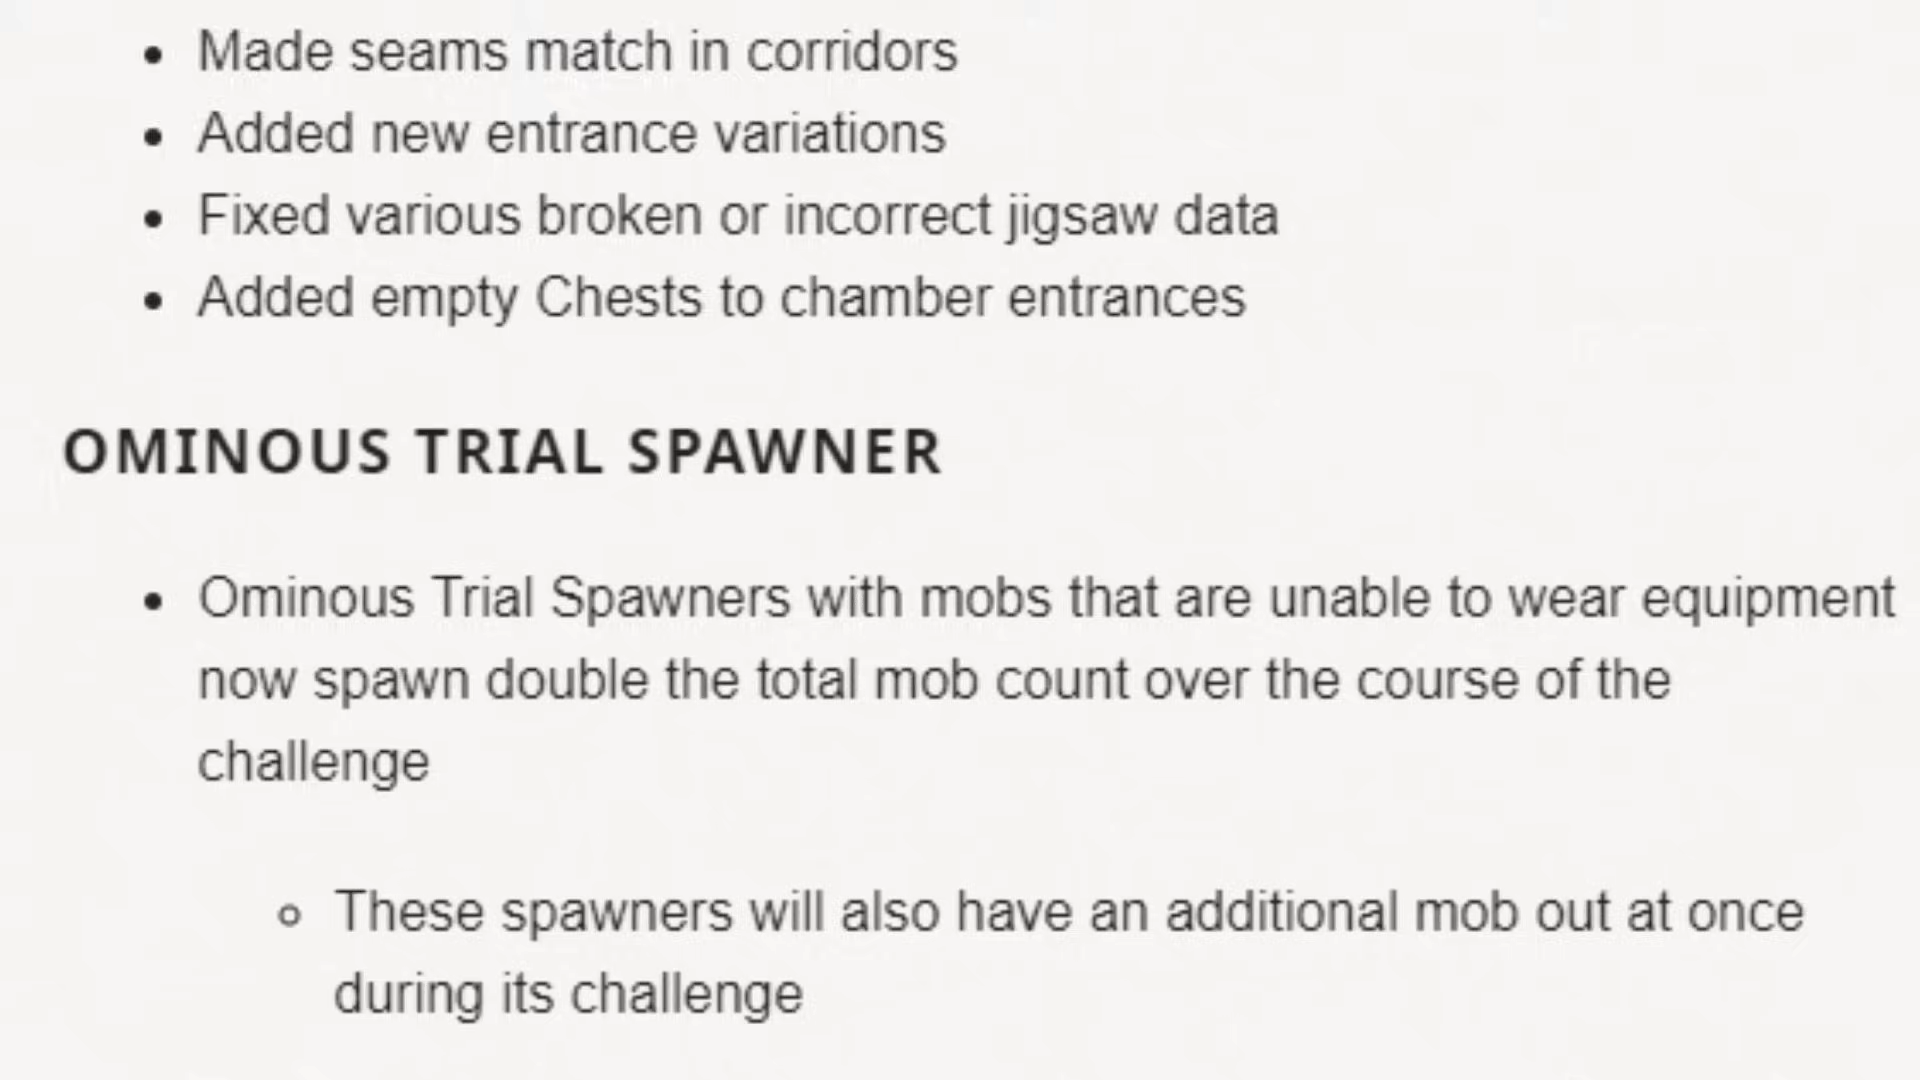 • Made seams match in corridors
• Added new entrance variations
• Fixed various broken or incorrect jigsaw data
• Added empty Chests to chamber entrances
OMINOUS TRIAL SPAWNER
• Ominous Trial Spawners with mobs that are unable to wear equipment
now spawn double the total mob count over the course of the
challenge
◦ These spawners will also have an additional mob out at once
during its challenge